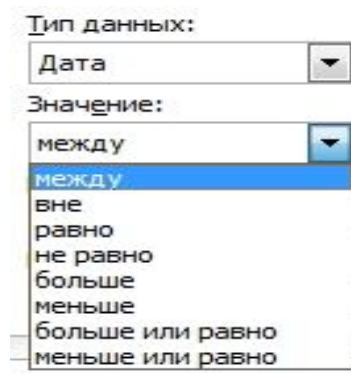 Тип данных:
Дата
Значение:
между
между
вне
равно
не равно
больше
меньше
больше или равно
меньше или равно